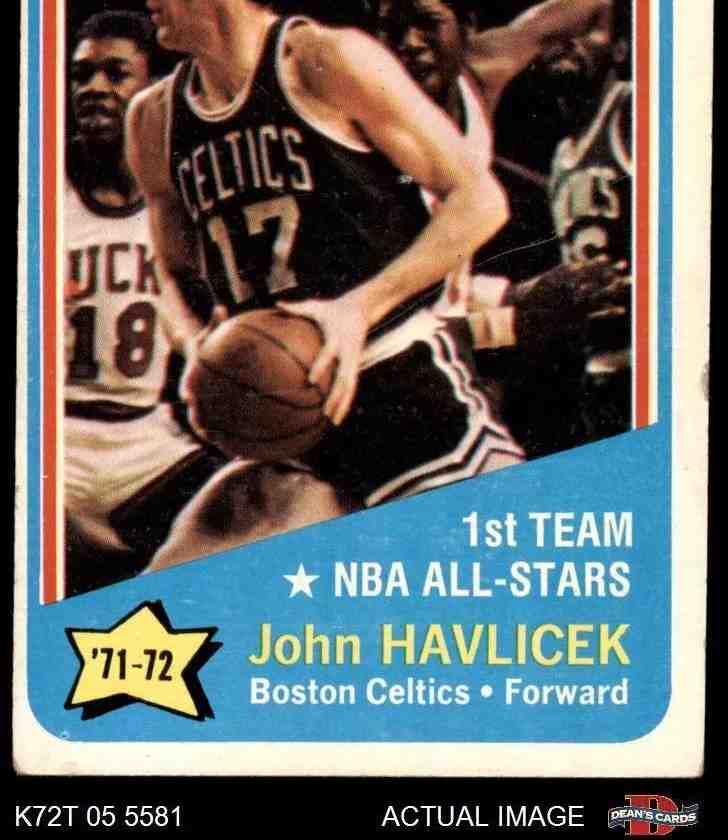 CELTICS
17
UCK
18
1st TEAM
★ NBA ALL-STARS
'71-72
John HAVLICEK
Boston Celtics • Forward
K72T 05 5581
ACTUAL IMAGE
DEAN'S CARDS